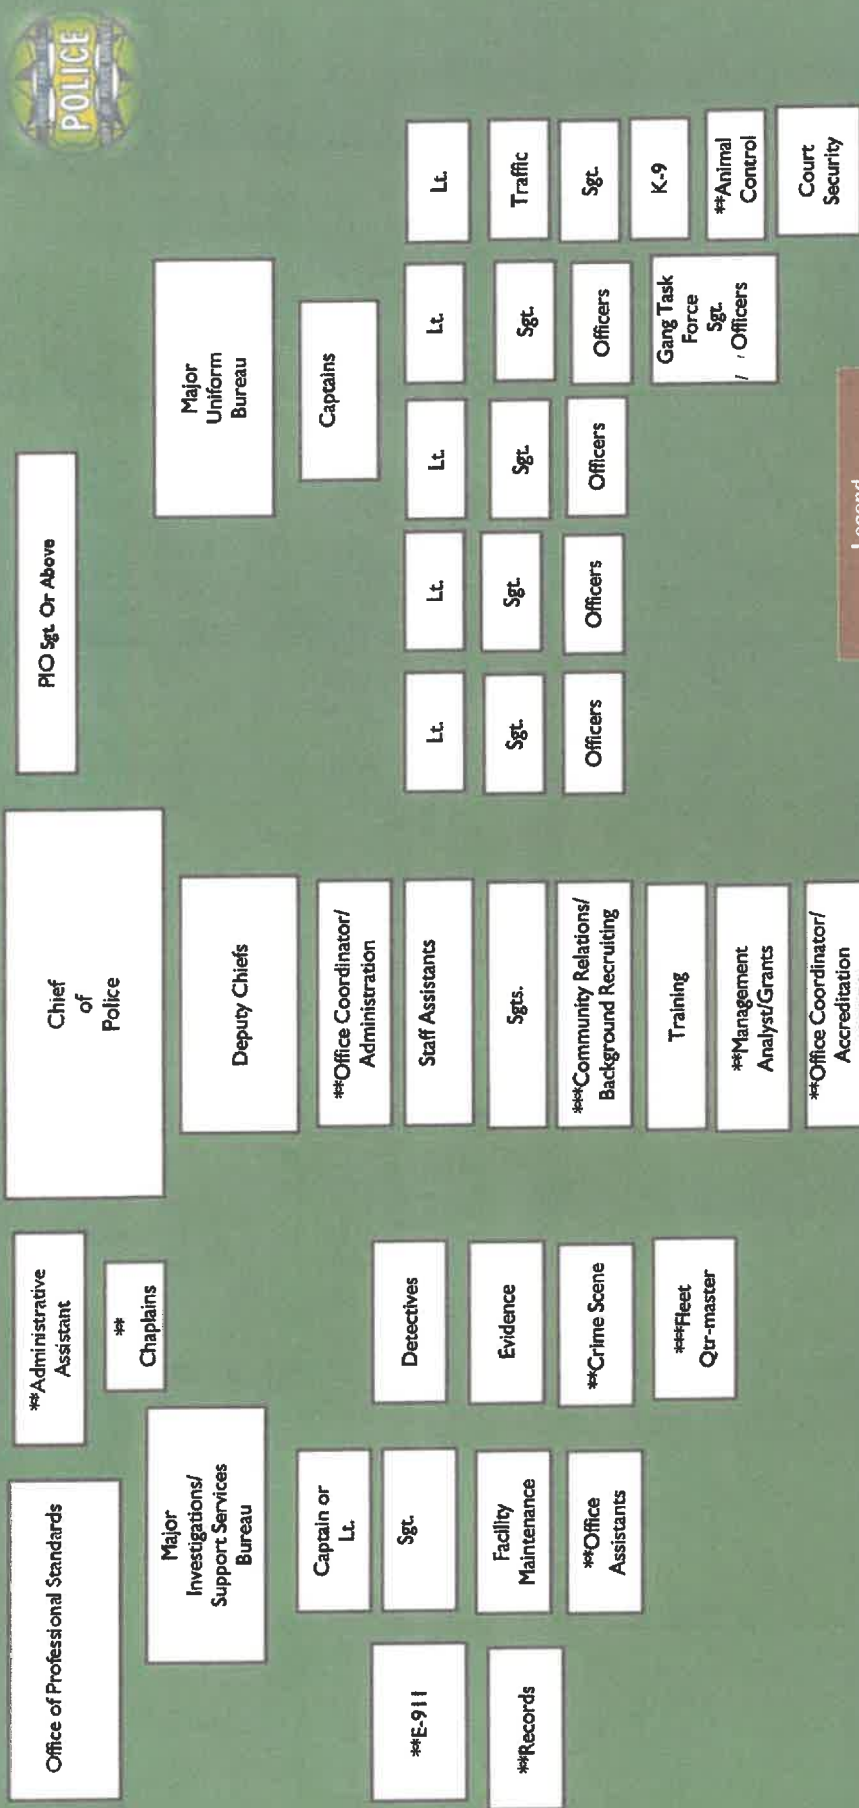 POLICE
Office of Professional Standards
**Administrative
Assistant
**
Chaplains
Chief
of
Police
PIO Sgt. Or Above
Major
Investigations/
Support Services
Bureau
Deputy Chiefs
Major
Uniform
Bureau
Captain or
Lt.
Sgt.
Facility
Maintenance
**Office
Assistants
**E-911
**Records
Detectives
Evidence
**Crime Scene
***Fleet
Qtr-master
**Office Coordinator/
Administration
Staff Assistants
Sgts.
***Community Relations/
Background Recruiting
Training
**Management
Analyst/Grants
**Office Coordinator/
Accreditation
Captains
Lt.
Sgt.
Officers
Lt.
Sgt.
Officers
Lt.
Sgt.
Officers
Lt.
Sgt.
Officers
Gang Task
Force
Sgt.
/ Officers
Lt.
Traffic
Sgt.
K-9
**Animal
Control
Court
Security
Legend